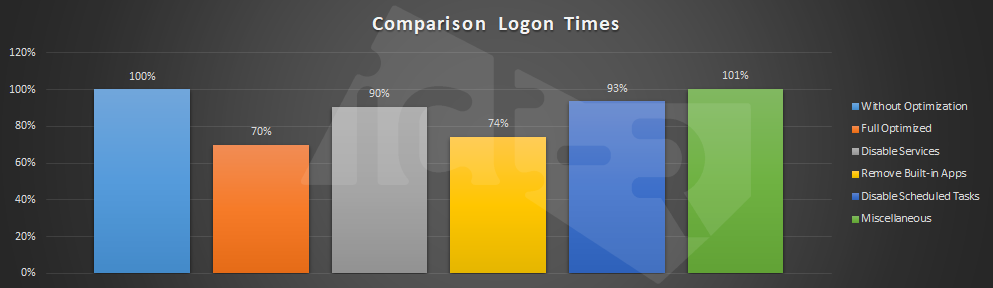 Comparison Logon Times
120%
100%
80%
60%
40%
20%
0%
100%
70%
90%
74%
93%
101%
Without Optimization
Full Optimized
Disable Services
Remove Built-in Apps
Disable Scheduled Tasks
Miscellaneous